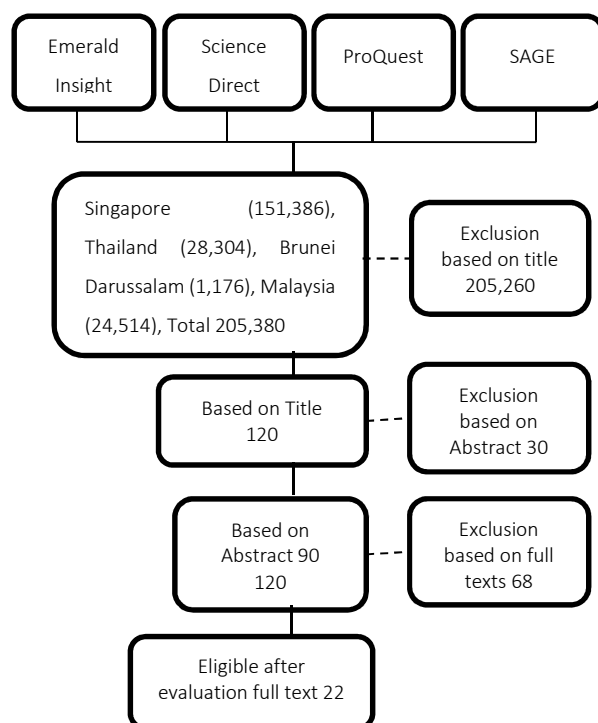 Emerald
Insight
Science
Direct
ProQuest
SAGE
Singapore (151,386),
Thailand (28,304), Brunei
Darussalam (1,176), Malaysia
(24,514), Total 205,380
Exclusion
based on title
205,260
Based on Title
120
Exclusion
based on
Abstract 30
Based on
Abstract 90
120
Exclusion
based on full
texts 68
Eligible after
evaluation full text 22